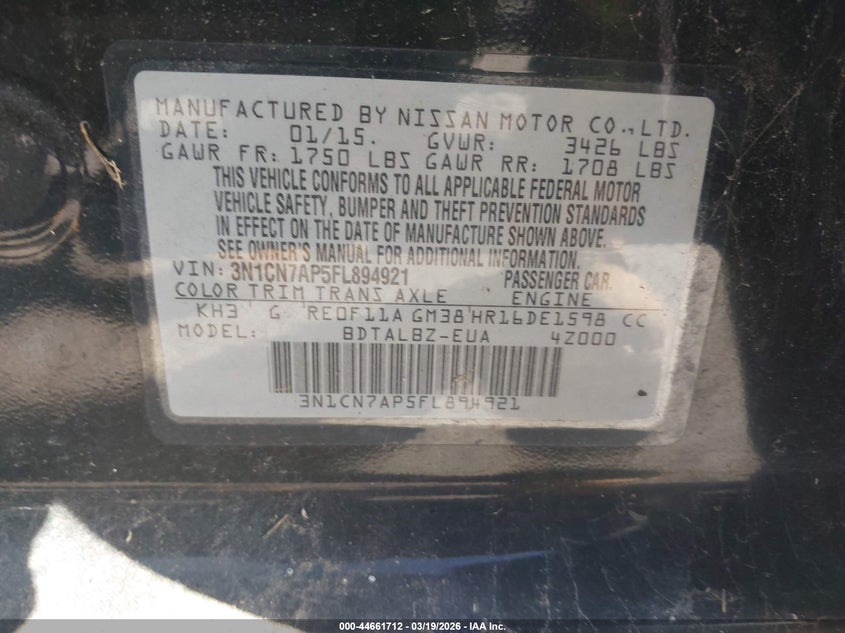 MANUFACTURED BY NISSAN MOTOR CO.,LTD.
DATE: 01/15. GVWR: 3426 LBS
GAWR FR: 1750 LBS GAWR RR: 1708 LBS
THIS VEHICLE CONFORMS TO ALL APPLICABLE FEDERAL MOTOR
VEHICLE SAFETY, BUMPER AND THEFT PREVENTION STANDARDS
IN EFFECT ON THE DATE OF MANUFACTURE SHOWN ABOVE.
SEE OWNER'S MANUAL FOR ADDITIONAL INFORMATION.
VIN: 3N1CN7AP5FL894921 PASSENGER CAR.
COLOR TRIM TRANS AXLE ENGINE
KH3 G RE0F11A GM38 HR16DE1598 CC
BDTALBZ-EUA 4Z000
3N1CN7AP5FL894921
000-44661712 - 03/19/2026 - IAA Corp.